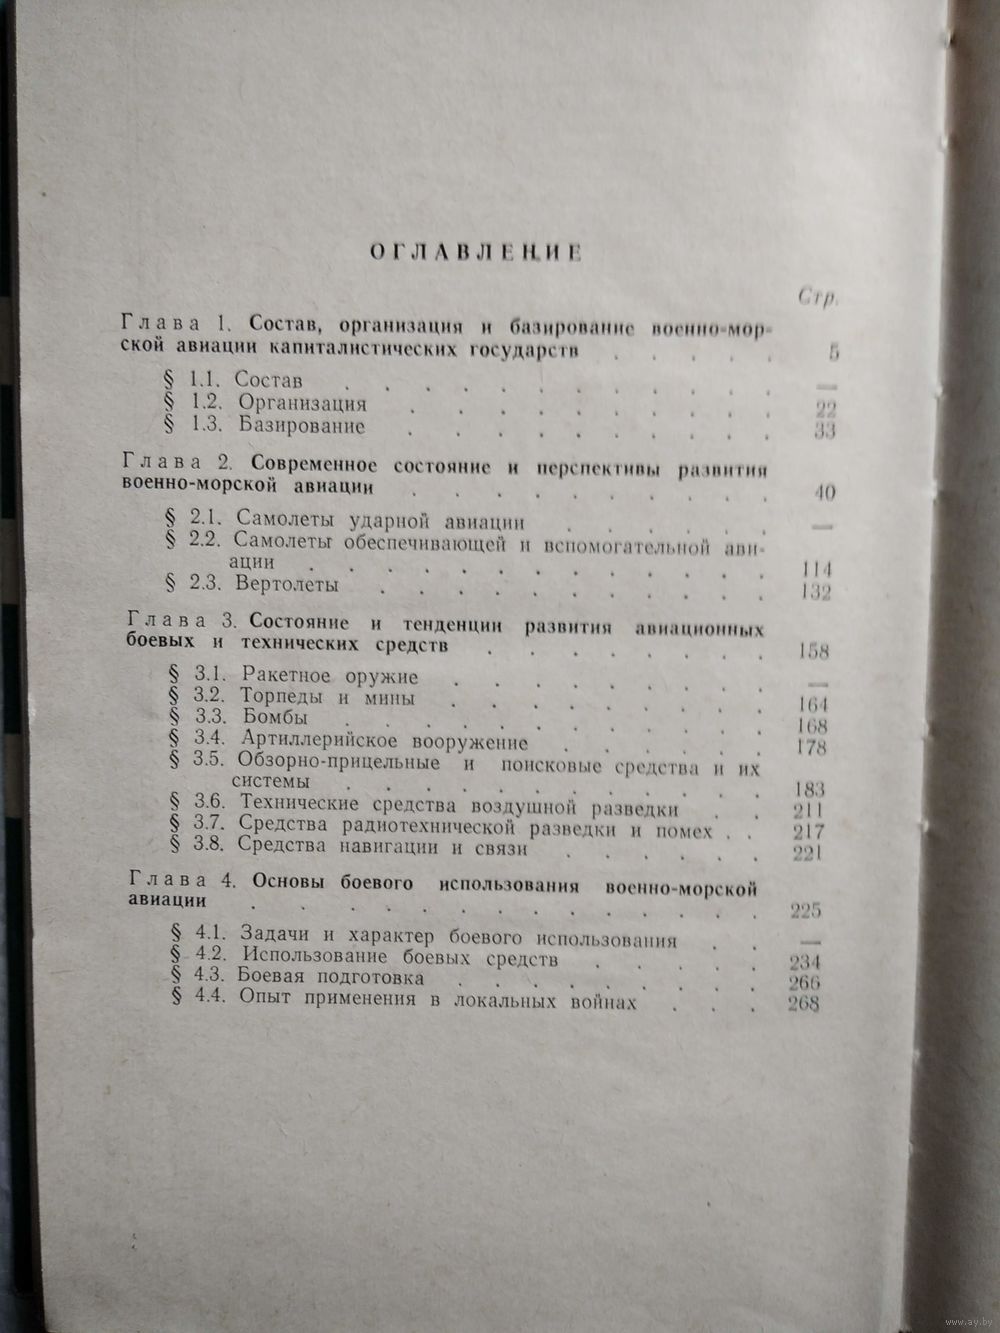 ОГЛАВЛЕНИЕ
Стр.
Глава 1. Состав, организация и базирование военно-мор-
ской авиации капиталистических государств . . . . . 5
§ 1.1. Состав . . . . . . . . . . . —
§ 1.2. Организация . . . . . . . . . 22
§ 1.3. Базирование . . . . . . . . . 33
Глава 2. Современное состояние и перспективы развития
военно-морской авиации . . . . . . . . . 40
§ 2.1. Самолеты ударной авиации . . . . . —
§ 2.2. Самолеты обеспечивающей и вспомогательной ави-
ации . . . . . . . . . . . 114
§ 2.3. Вертолеты . . . . . . . . . . 132
Глава 3. Состояние и тенденции развития авиационных
боевых и технических средств . . . . . . . 158
§ 3.1. Ракетное оружие . . . . . . . . —
§ 3.2. Торпеды и мины . . . . . . . . 164
§ 3.3. Бомбы . . . . . . . . . . . 168
§ 3.4. Артиллерийское вооружение . . . . . 178
§ 3.5. Обзорно-прицельные и поисковые средства и их
системы . . . . . . . . . . . 183
§ 3.6. Технические средства воздушной разведки . . 211
§ 3.7. Средства радиотехнической разведки и помех . . 217
§ 3.8. Средства навигации и связи . . . . . 221
Глава 4. Основы боевого использования военно-морской
авиации . . . . . . . . . . . . . 225
§ 4.1. Задачи и характер боевого использования . . —
§ 4.2. Использование боевых средств . . . . . 234
§ 4.3. Боевая подготовка . . . . . . . . 266
§ 4.4. Опыт применения в локальных войнах . . . 268
www.ay.by